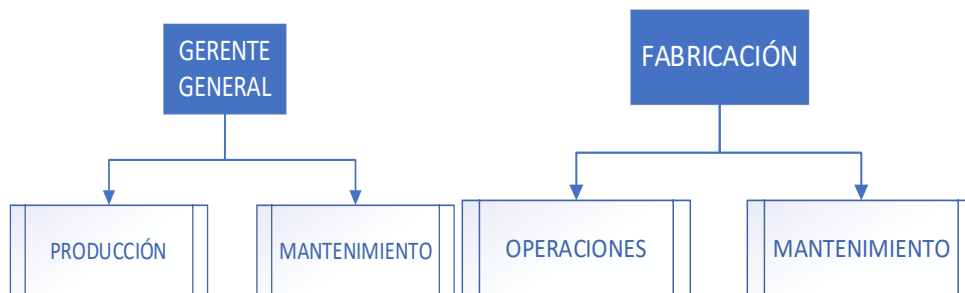 GERENTE
GENERAL
FABRICACIÓN
PRODUCCIÓN
MANTENIMIENTO
OPERACIONES
MANTENIMIENTO